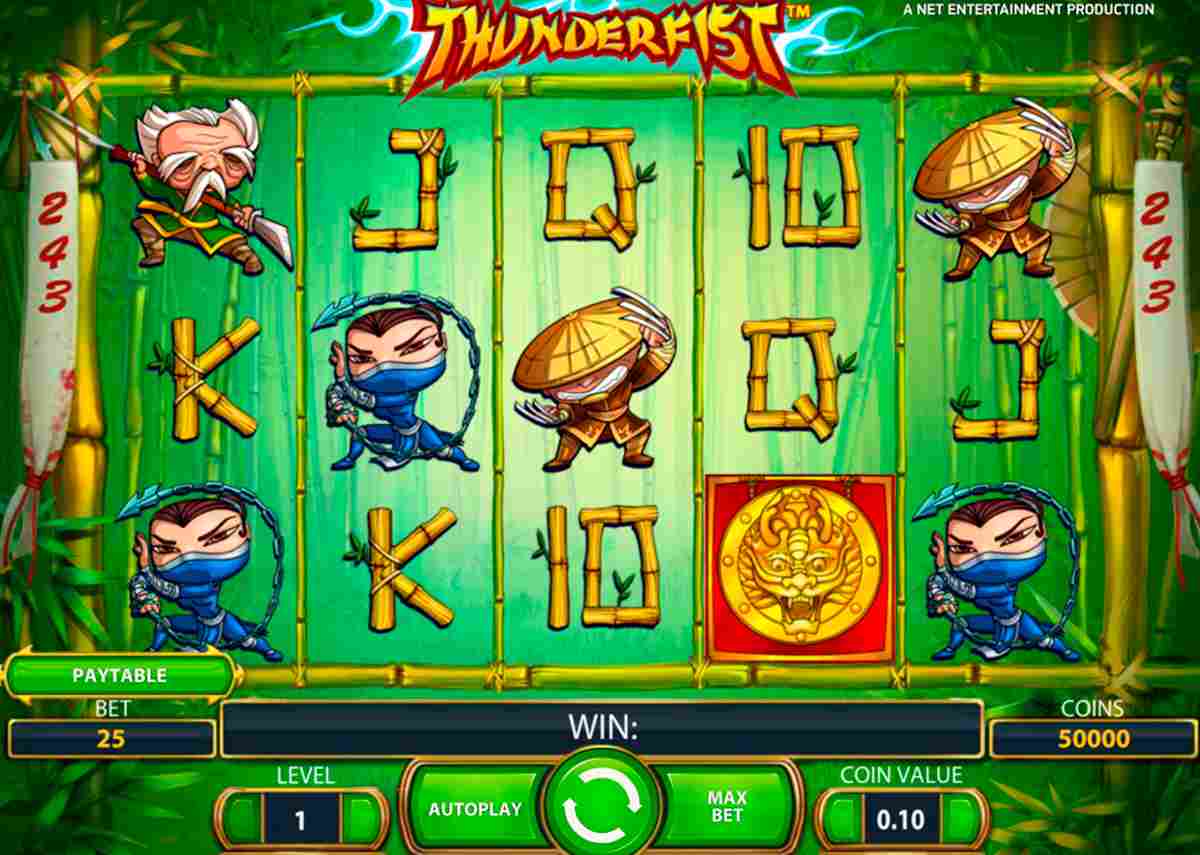 THUNDERFIST™
A NET ENTERTAINMENT PRODUCTION
243
243
J
Q
10
K
Q
J
K
10
PAYTABLE
BET
25
WIN:
COINS
50000
LEVEL
1
AUTOPLAY
MAX
BET
COIN VALUE
0.10